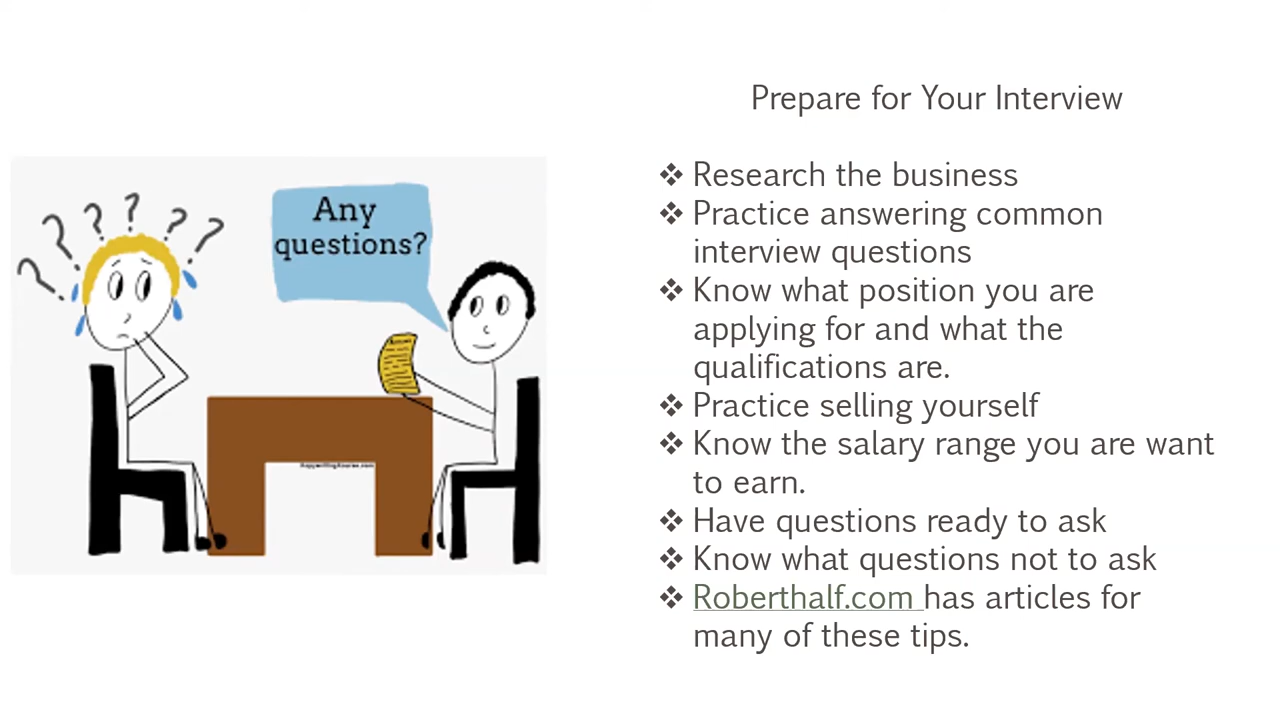 Prepare for Your Interview
Any
questions?
❖ Research the business
❖ Practice answering common
interview questions
❖ Know what position you are
applying for and what the
qualifications are.
❖ Practice selling yourself
❖ Know the salary range you are want
to earn.
❖ Have questions ready to ask
❖ Know what questions not to ask
❖ Roberthalf.com has articles for
many of these tips.